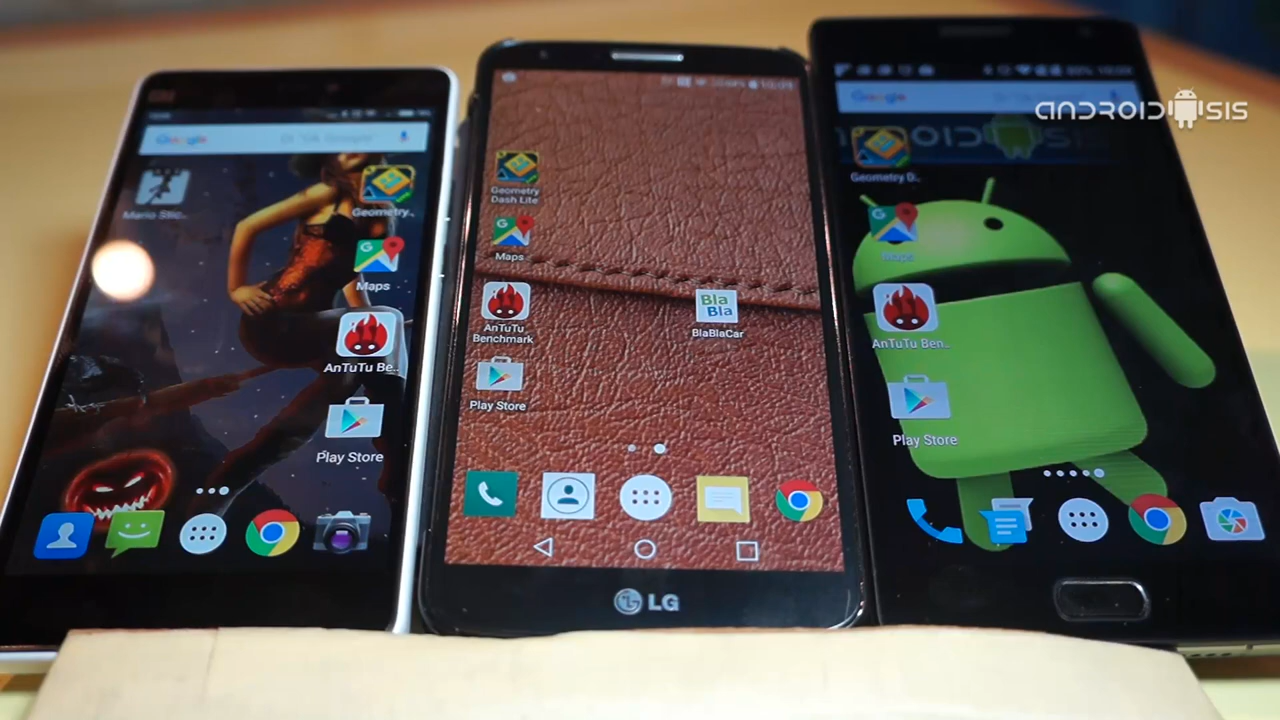 ANDROIDSIS
Google
Mario Stic..
Geometry..
Maps
AnTuTu Be..
Play Store
Geometry
Dash Lite
Maps
AnTuTu
Benchmark
Play Store
Bla
Bla
BlaBlaCar
LG
Google
Geometry D..
Maps
AnTuTu Ben..
Play Store